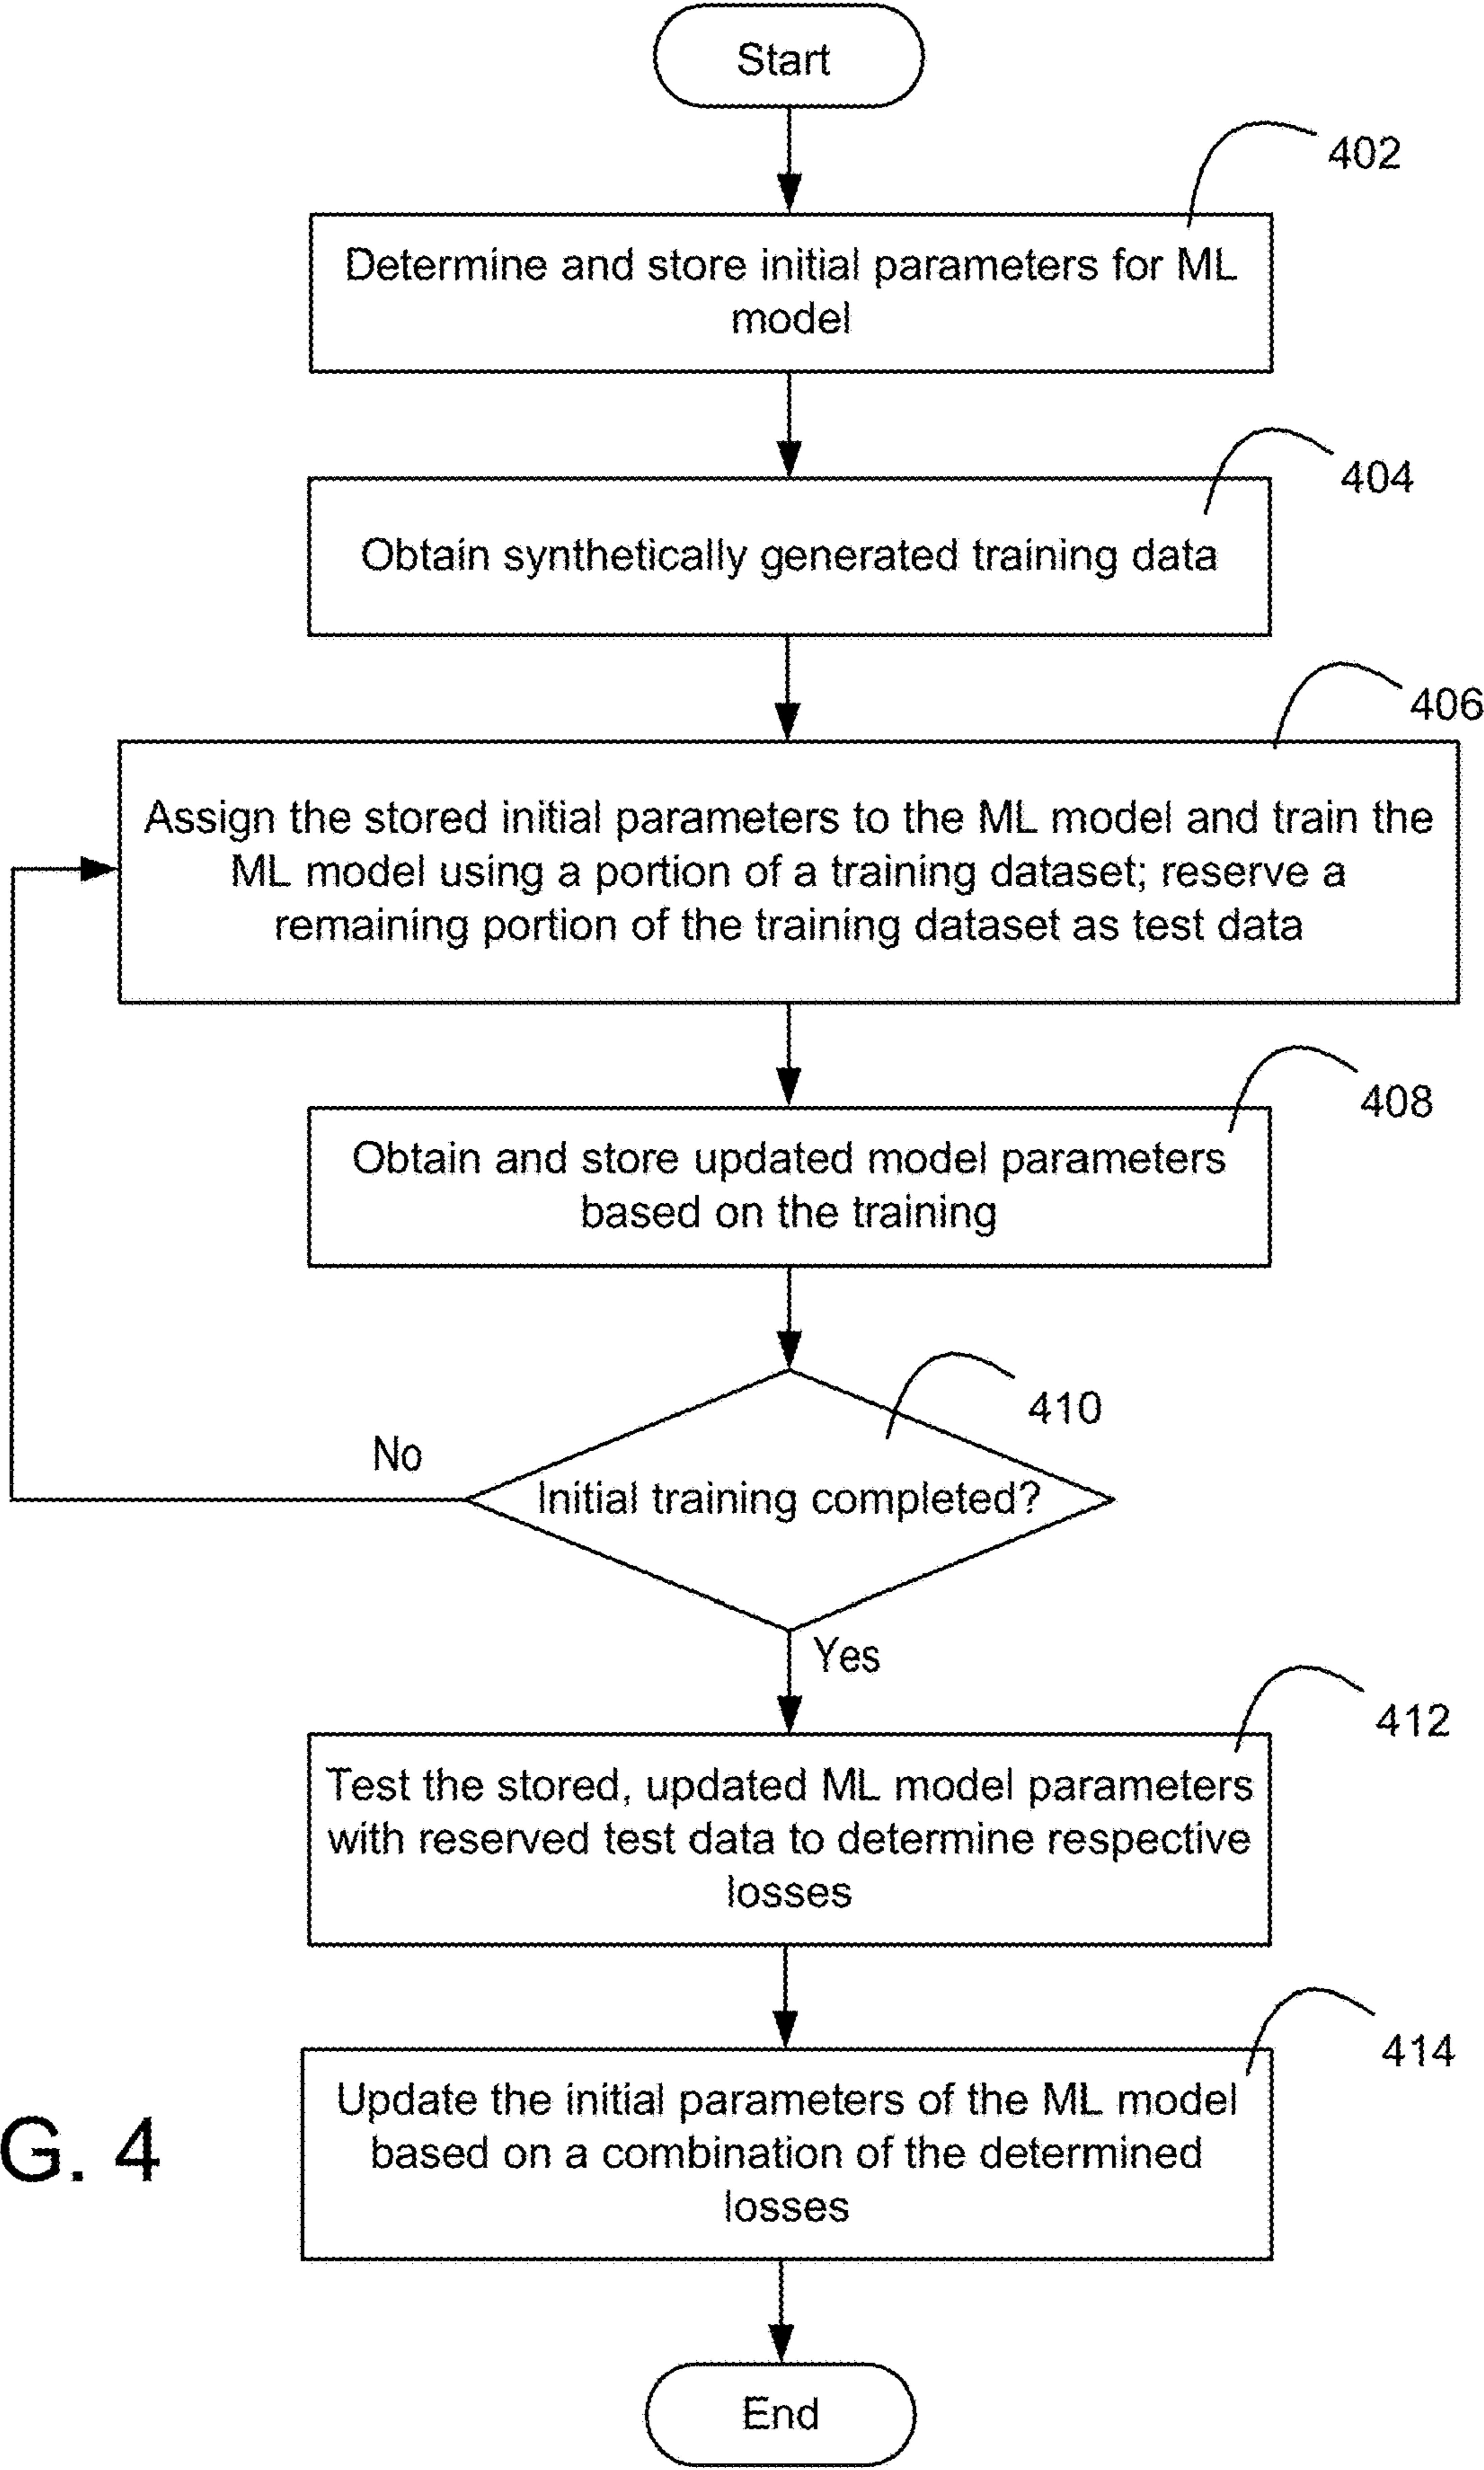 Start
402
Determine and store initial parameters for ML
model
404
Obtain synthetically generated training data
406
Assign the stored initial parameters to the ML model and train the
ML model using a portion of a training dataset; reserve a
remaining portion of the training dataset as test data
408
Obtain and store updated model parameters
based on the training
410
No
Initial training completed?
Yes
412
Test the stored, updated ML model parameters
with reserved test data to determine respective
losses
414
Update the initial parameters of the ML model
based on a combination of the determined
losses
G. 4
End